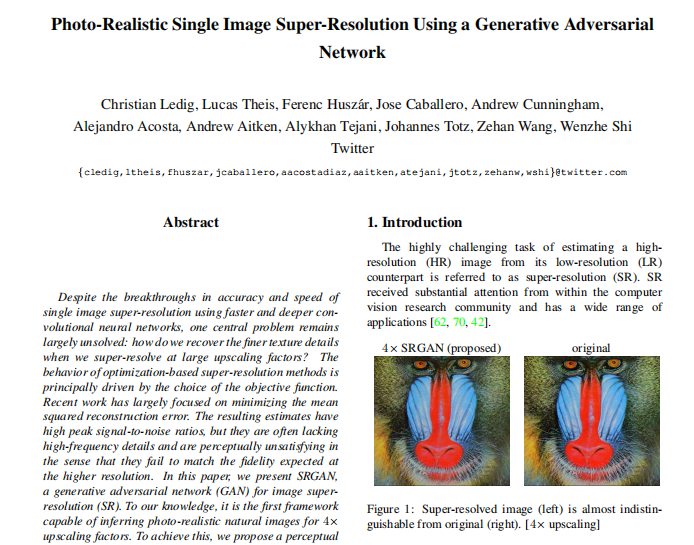 Photo-Realistic Single Image Super-Resolution Using a Generative Adversarial
Network
Christian Ledig, Lucas Theis, Ferenc Huszár, Jose Caballero, Andrew Cunningham,
Alejandro Acosta, Andrew Aitken, Alykhan Tejani, Johannes Totz, Zehan Wang, Wenzhe Shi
Twitter
{cledig,ltheis,fhuszar,jcaballero,aacostadiaz,aaitken,atejani,jtotz,zehanw,wshi}@twitter.com
Abstract
Despite the breakthroughs in accuracy and speed of
single image super-resolution using faster and deeper con-
volutional neural networks, one central problem remains
largely unsolved: how do we recover the finer texture details
when we super-resolve at large upscaling factors? The
behavior of optimization-based super-resolution methods is
principally driven by the choice of the objective function.
Recent work has largely focused on minimizing the mean
squared reconstruction error. The resulting estimates have
high peak signal-to-noise ratios, but they are often lacking
high-frequency details and are perceptually unsatisfying in
the sense that they fail to match the fidelity expected at
the higher resolution. In this paper, we present SRGAN,
a generative adversarial network (GAN) for image super-
resolution (SR). To our knowledge, it is the first framework
capable of inferring photo-realistic natural images for 4×
upscaling factors. To achieve this, we propose a perceptual
1. Introduction
The highly challenging task of estimating a high-
resolution (HR) image from its low-resolution (LR)
counterpart is referred to as super-resolution (SR). SR
received substantial attention from within the computer
vision research community and has a wide range of
applications [62, 70, 42].
4× SRGAN (proposed)
original
Figure 1: Super-resolved image (left) is almost indistin-
guishable from original (right). [4× upscaling]